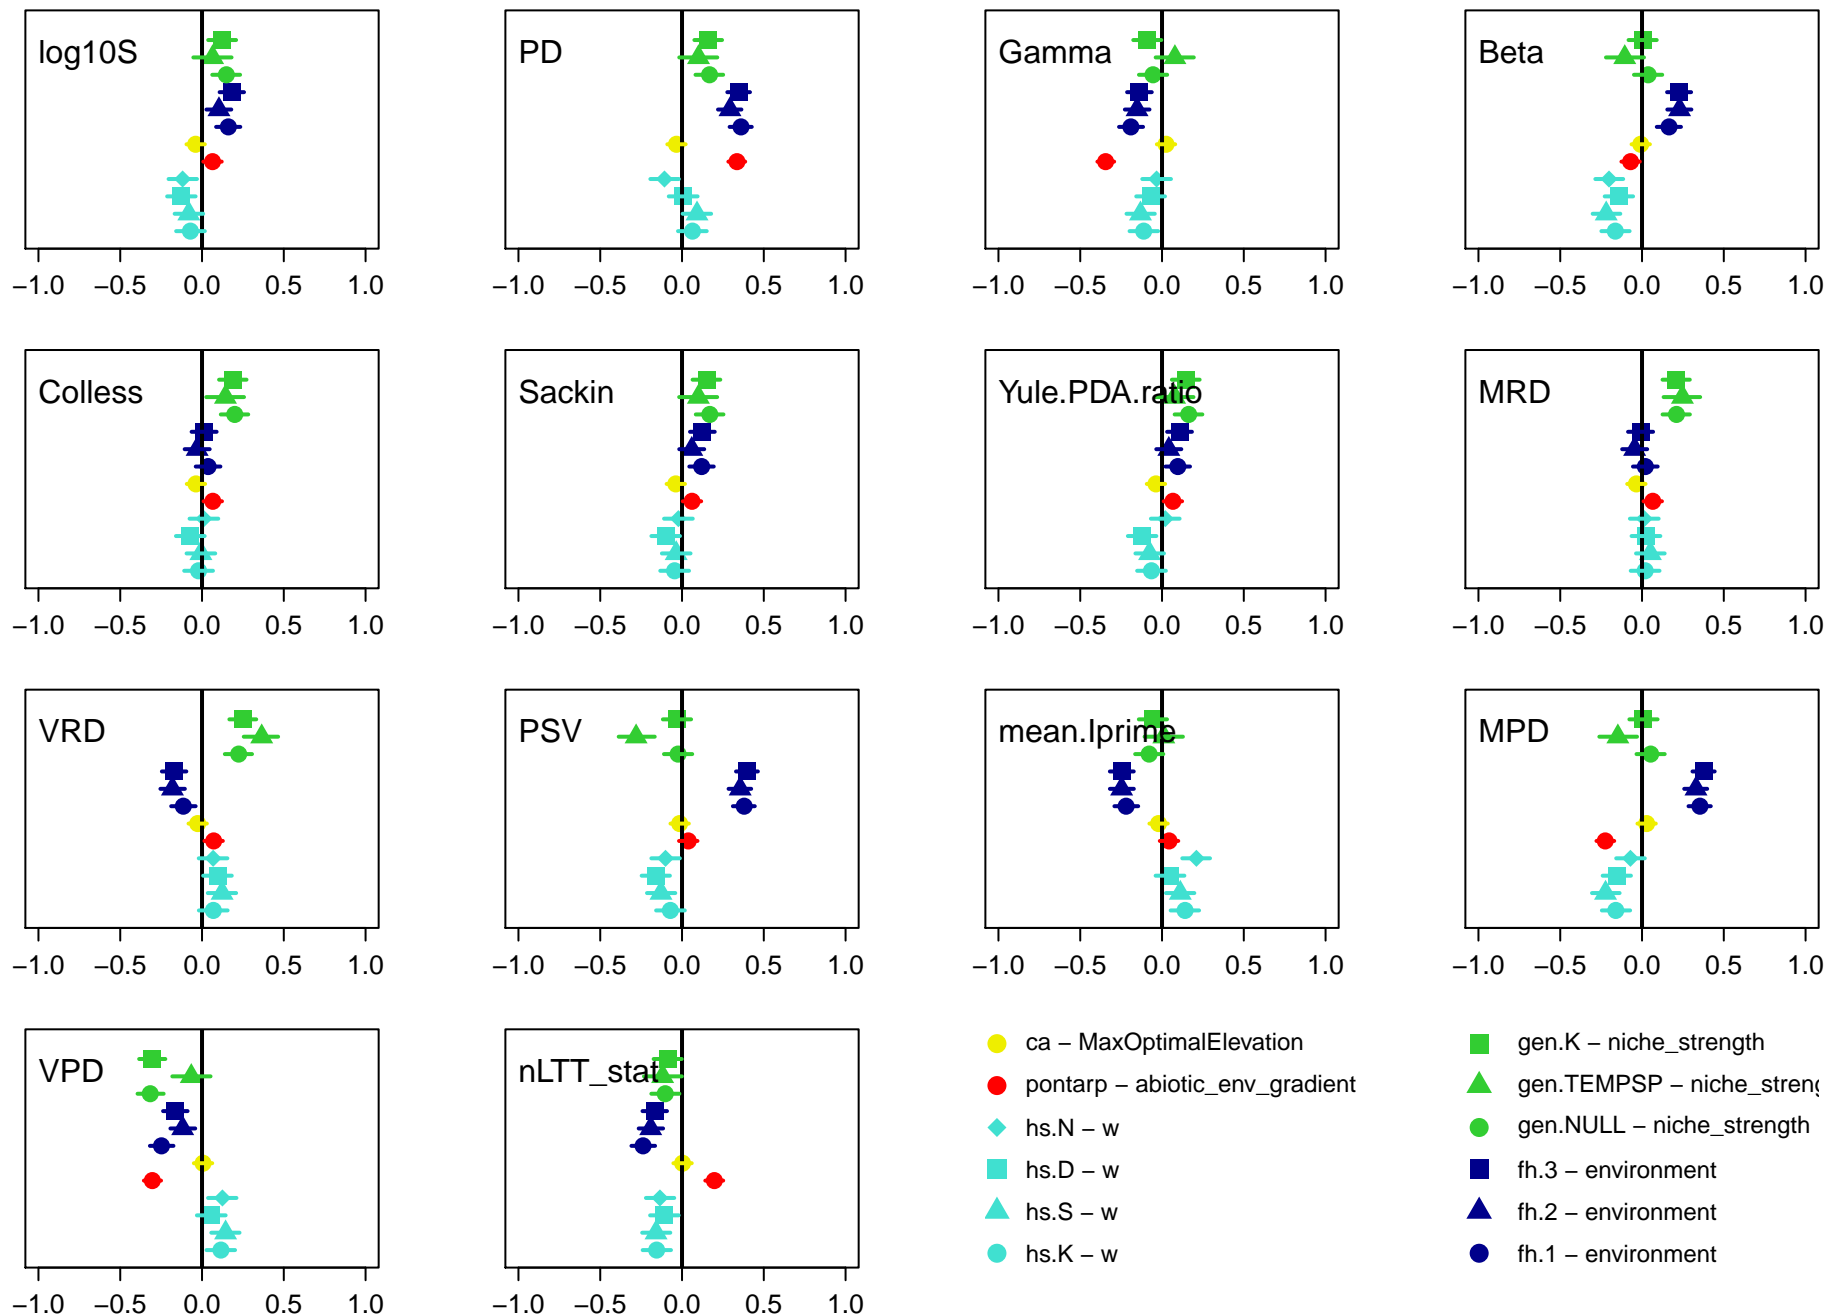 log10S PD Gamma Beta
−1.0 −0.5 0.0 0.5 1.0 −1.0 −0.5 0.0 0.5 1.0 −1.0 −0.5 0.0 0.5 1.0 −1.0 −0.5 0.0 0.5 1.0
Colless Sackin Yule.PDA.ratio MRD
−1.0 −0.5 0.0 0.5 1.0 −1.0 −0.5 0.0 0.5 1.0 −1.0 −0.5 0.0 0.5 1.0 −1.0 −0.5 0.0 0.5 1.0
VRD PSV mean.Iprime MPD
−1.0 −0.5 0.0 0.5 1.0 −1.0 −0.5 0.0 0.5 1.0 −1.0 −0.5 0.0 0.5 1.0 −1.0 −0.5 0.0 0.5 1.0
VPD nLTT_stat
−1.0 −0.5 0.0 0.5 1.0 −1.0 −0.5 0.0 0.5 1.0
ca − MaxOptimalElevation
pontarp − abiotic_env_gradient
hs.N − w
hs.D − w
hs.S − w
hs.K − w
gen.K − niche_strength
gen.TEMPSP − niche_streng
gen.NULL − niche_strength
fh.3 − environment
fh.2 − environment
fh.1 − environment